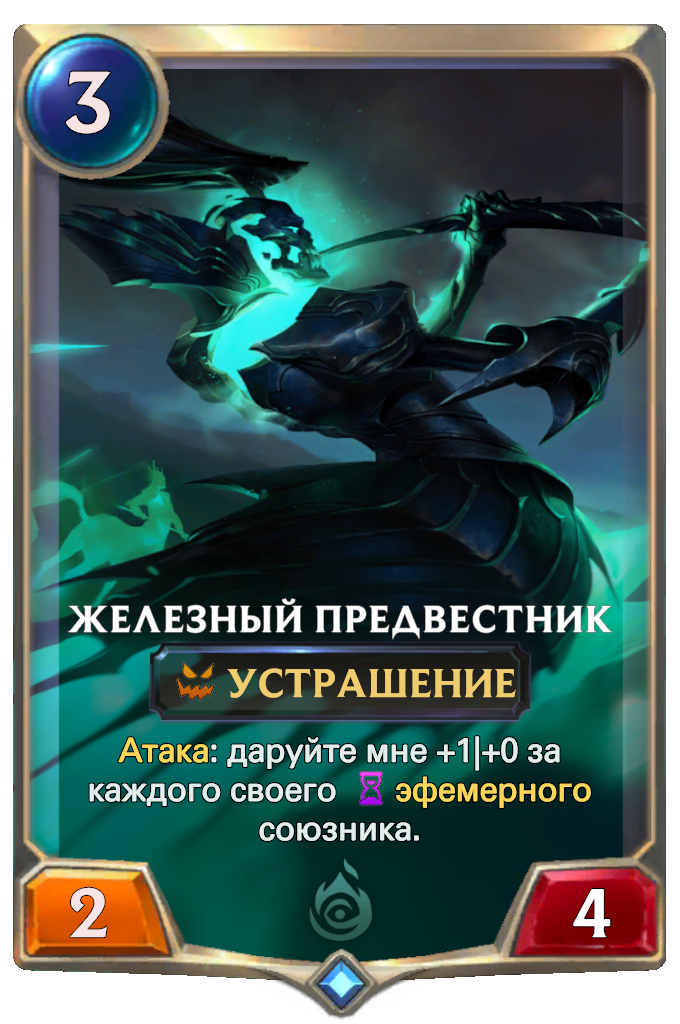 3
ЖЕЛЕЗНЫЙ ПРЕДВЕСТНИК
УСТРАШЕНИЕ
Атака: даруйте мне +1|+0 за
каждого своего эфемерного
союзника.
2
4